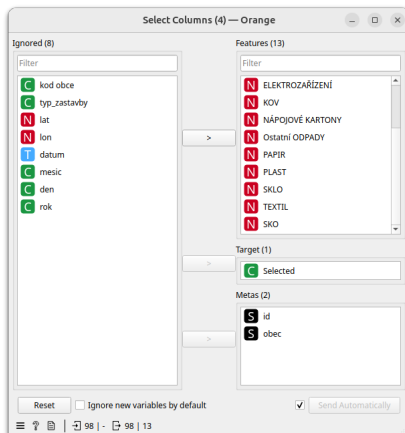 Select Columns (4) — Orange
Ignored (8)
Filter
C kod obce
C typ_zastavby
N lat
N lon
T datum
C mesic
C den
C rok
>
>
>
Features (13)
Filter
N ELEKTROZAŘÍZENÍ
N KOV
N NÁPOJOVÉ KARTONY
N Ostatní ODPADY
N PAPIR
N PLAST
N SKLO
N TEXTIL
N SKO
Target (1)
C Selected
Metas (2)
S id
S obec
Reset
Ignore new variables by default
Send Automatically
? 98 | - 98 | 13